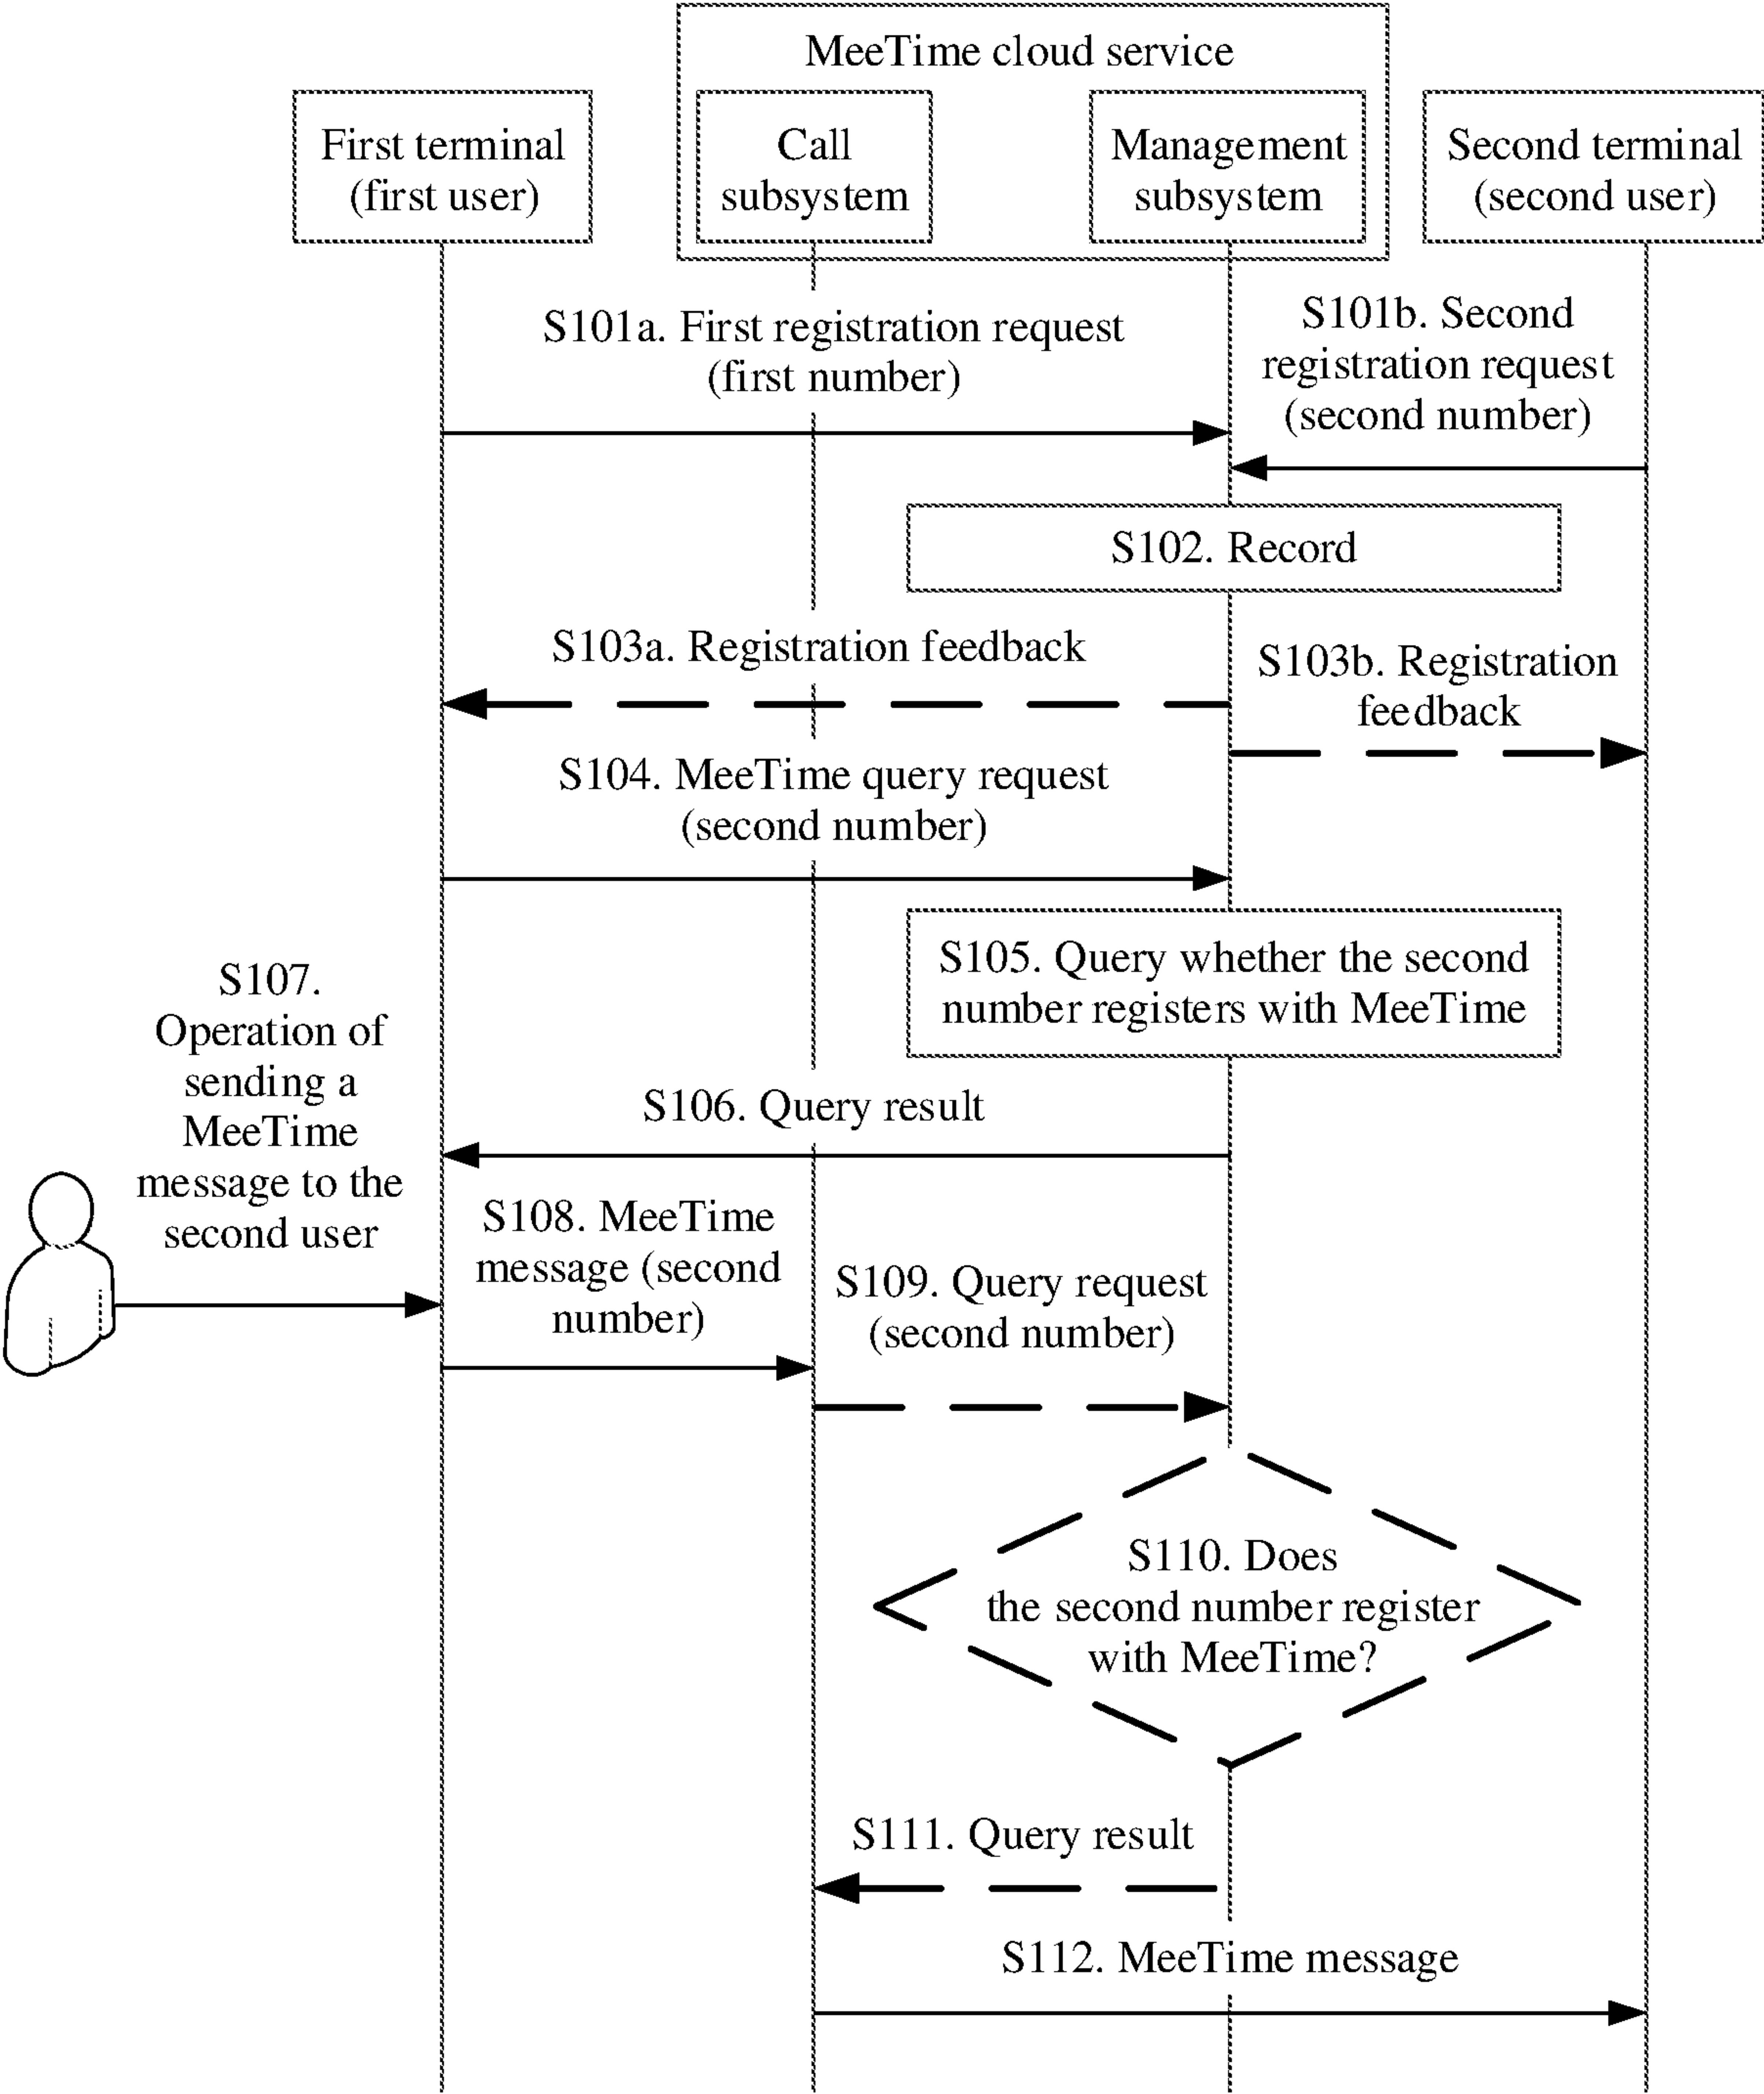 MeeTime cloud service
First terminal
(first user)
Call
subsystem
Management
subsystem
Second terminal
(second user)
S101a. First registration request
(first number)
S101b. Second
registration request
(second number)
S102. Record
S103a. Registration feedback
S103b. Registration
feedback
S104. MeeTime query request
(second number)
S105. Query whether the second
number registers with MeeTime
S106. Query result
S107.
Operation of
sending a
MeeTime
message to the
second user
S108. MeeTime
message (second
number)
S109. Query request
(second number)
S110. Does
the second number register
with MeeTime?
S111. Query result
S112. MeeTime message